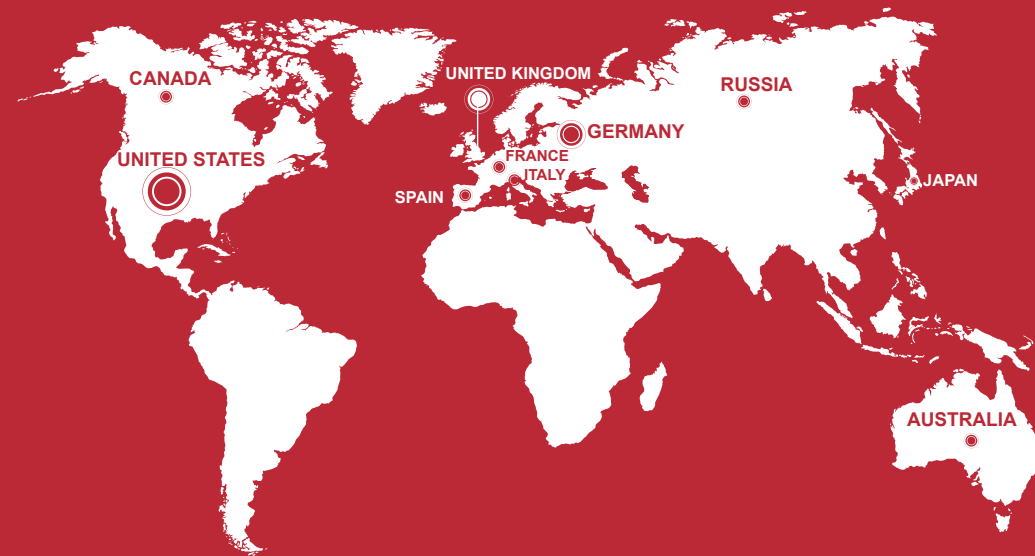 UNITED KINGDOM
CANADA
RUSSIA
GERMANY
FRANCE
UNITED STATES
ITALY
JAPAN
SPAIN
AUSTRALIA